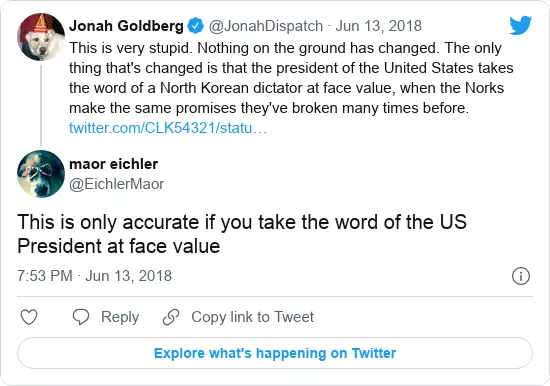 Jonah Goldberg @JonahDispatch · Jun 13, 2018
This is very stupid. Nothing on the ground has changed. The only
thing that's changed is that the president of the United States takes
the word of a North Korean dictator at face value, when the Norks
make the same promises they've broken many times before.
twitter.com/CLK54321/statu…
maor eichler
@EichlerMaor
This is only accurate if you take the word of the US
President at face value
7:53 PM · Jun 13, 2018
Reply
Copy link to Tweet
Explore what's happening on Twitter